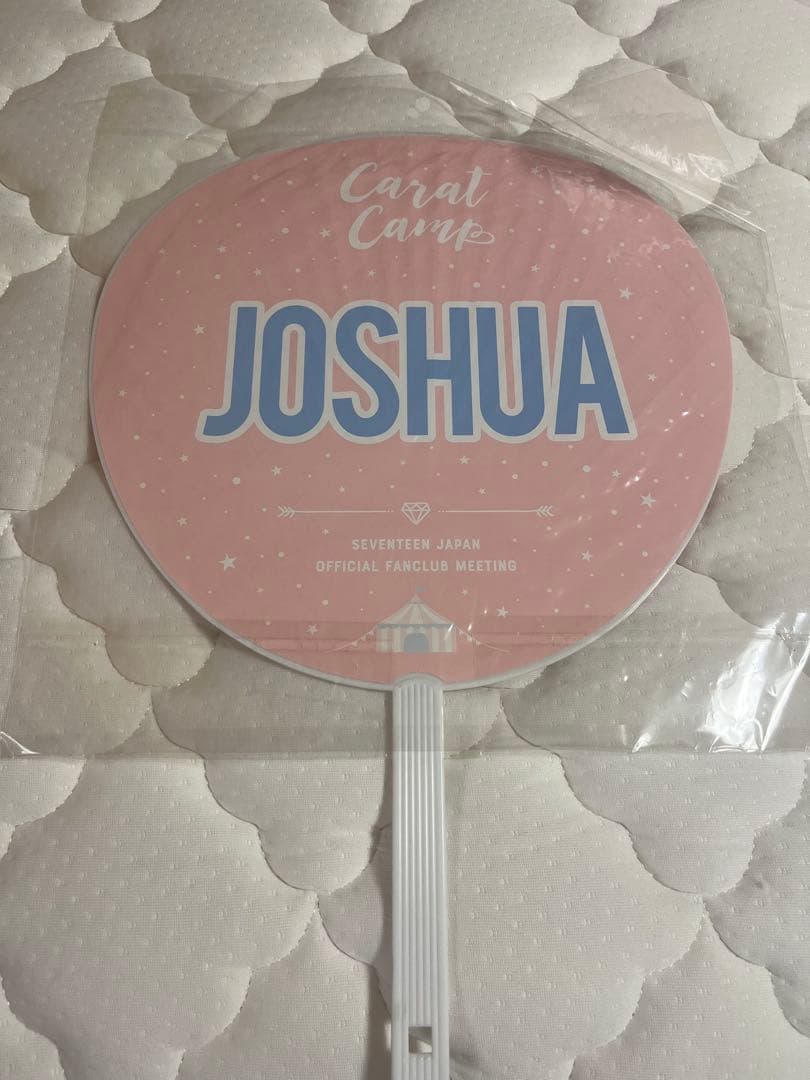 Carat
Camp
JOSHUA
SEVENTEEN JAPAN
OFFICIAL FANCLUB MEETING